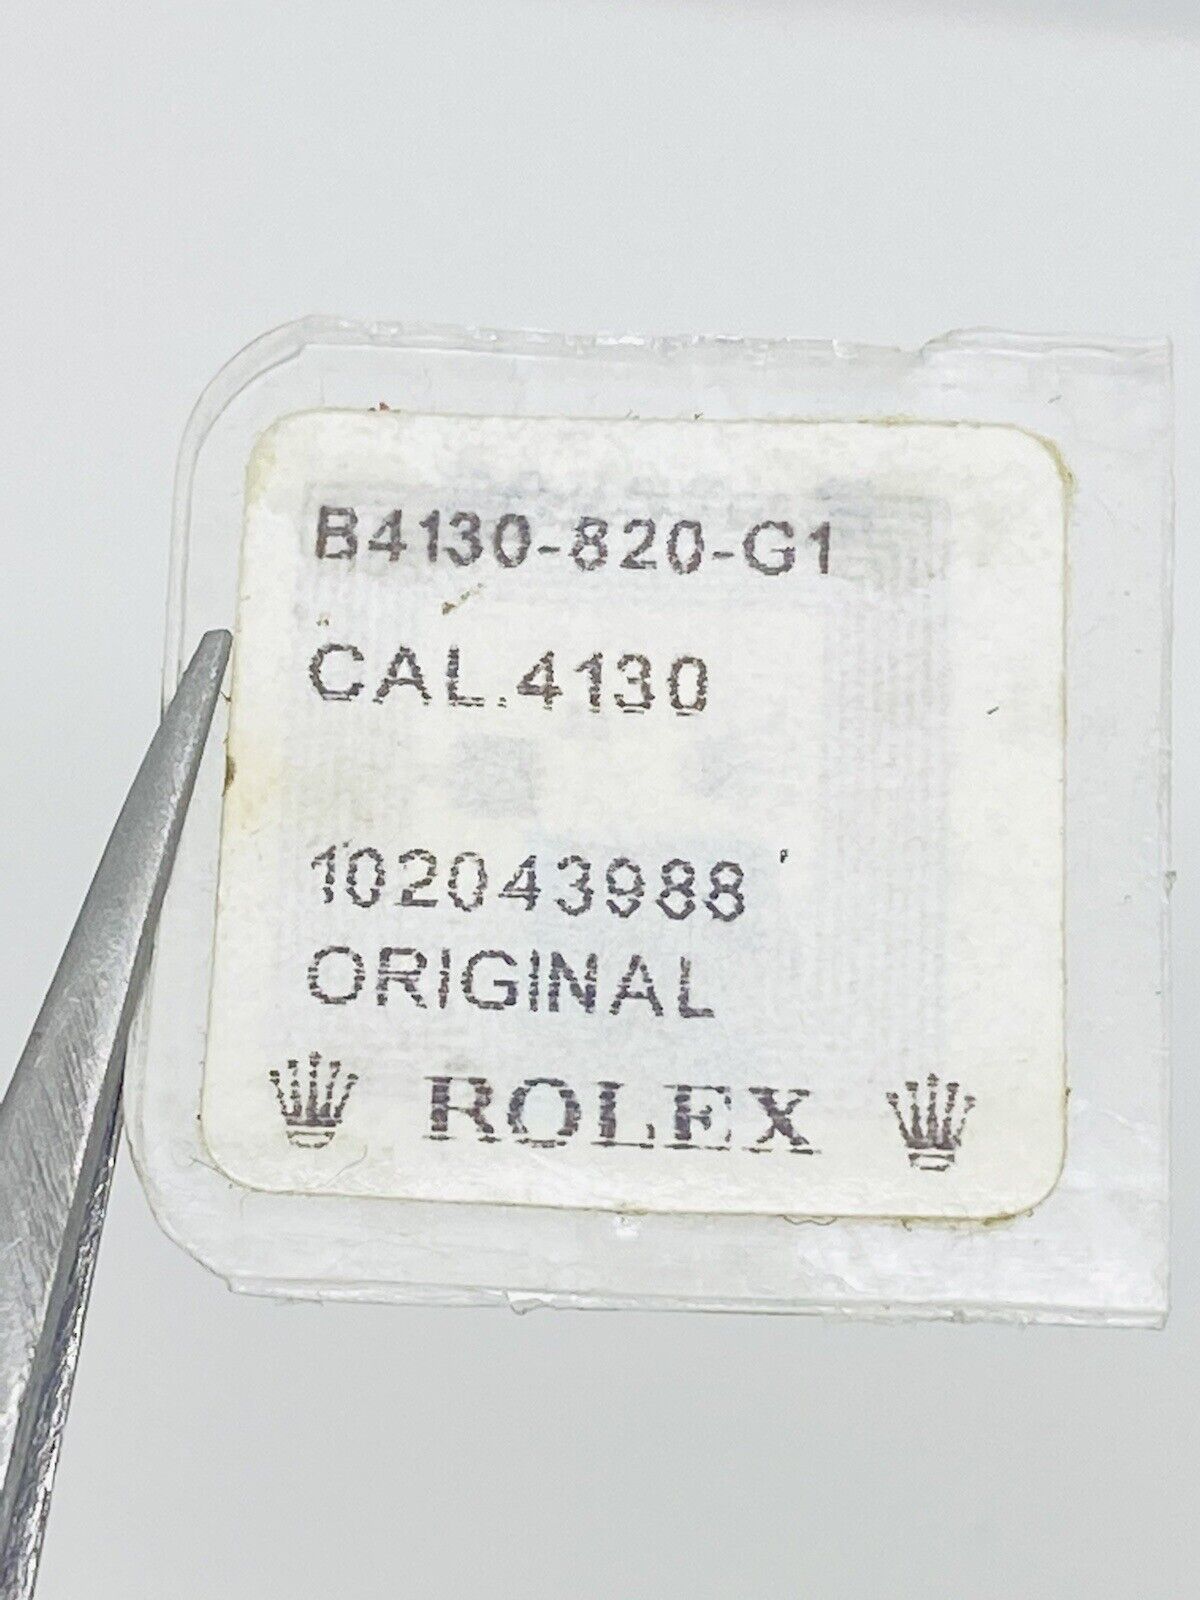 B4130-820-G1
CAL.4130
102043988
ORIGINAL
ROLEX